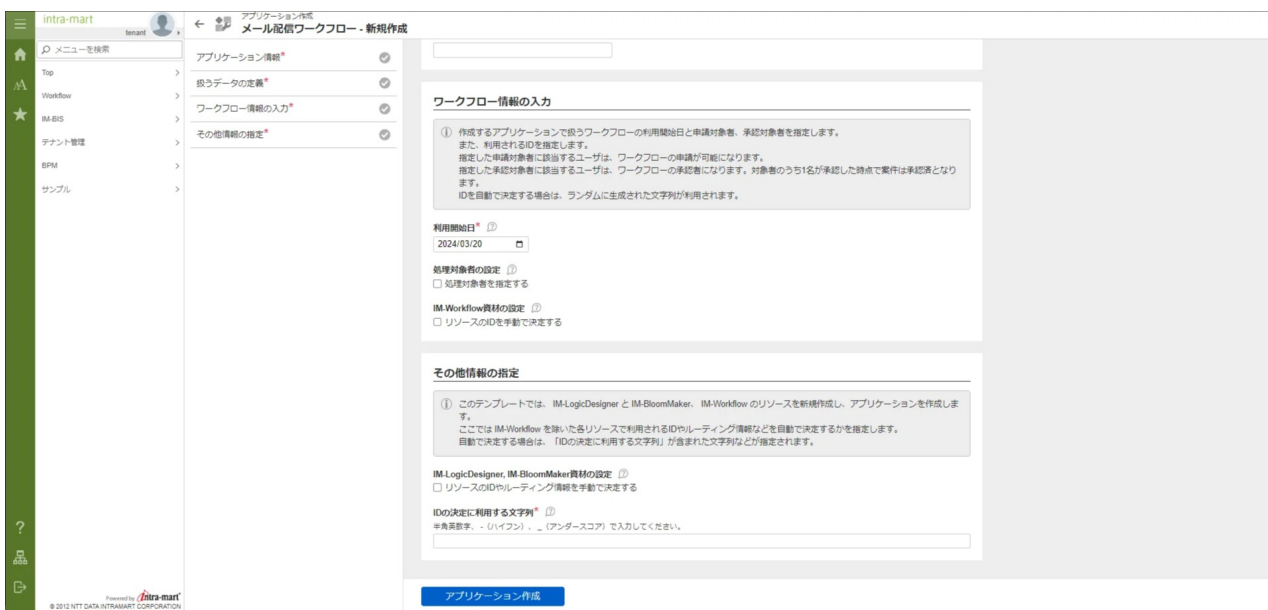 intra-mart
tenant
メニューを検索
Top
Workflow
IM-BIS
テナント管理
BPM
サンプル
Powered by intra-mart
© 2012 NTT DATA INTRAMART CORPORATION
アプリケーション作成
メール配信ワークフロー - 新規作成
アプリケーション情報*
扱うデータの定義*
ワークフロー情報の入力*
その他情報の指定*
ワークフロー情報の入力
作成するアプリケーションで扱うワークフローの利用開始日と申請対象者、承認対象者を指定します。
また、利用されるIDを指定します。
指定した申請対象者に該当するユーザは、ワークフローの申請が可能になります。
指定した承認対象者に該当するユーザは、ワークフローの承認者になります。対象者のうち1名が承認した時点で案件は承認済となり
ます。
IDを自動で決定する場合は、ランダムに生成された文字列が利用されます。
利用開始日*
2024/03/20
処理対象者の設定
処理対象者を指定する
IM-Workflow資材の設定
リソースのIDを手動で決定する
その他情報の指定
このテンプレートでは、 IM-LogicDesigner と IM-BloomMaker、 IM-Workflow のリソースを新規作成し、アプリケーションを作成しま
す。
ここでは IM-Workflow を除いた各リソースで利用されるIDやルーティング情報などを自動で決定するかを指定します。
自動で決定する場合は、「IDの決定に利用する文字列」が含まれた文字列などが指定されます。
IM-LogicDesigner, IM-BloomMaker資材の設定
リソースのIDやルーティング情報を手動で決定する
IDの決定に利用する文字列*
半角英数字、 -（ハイフン）、 _（アンダースコア）で入力してください。
アプリケーション作成